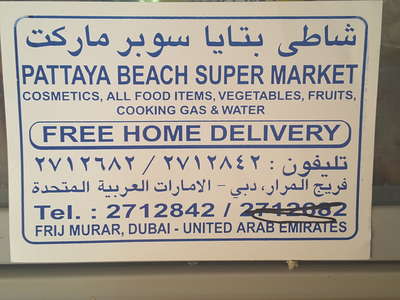 شاطى بتايا سوبر ماركت
PATTAYA BEACH SUPER MARKET
COSMETICS, ALL FOOD ITEMS, VEGETABLES, FRUITS,
COOKING GAS & WATER
FREE HOME DELIVERY
تليفون : ٢٧١٢٨٤٢ / ٢٧١٢٦٨٢
فريج المرار، دبي - الامارات العربية المتحدة
Tel. : 2712842 / 2712682
FRIJ MURAR, DUBAI - UNITED ARAB EMIRATES